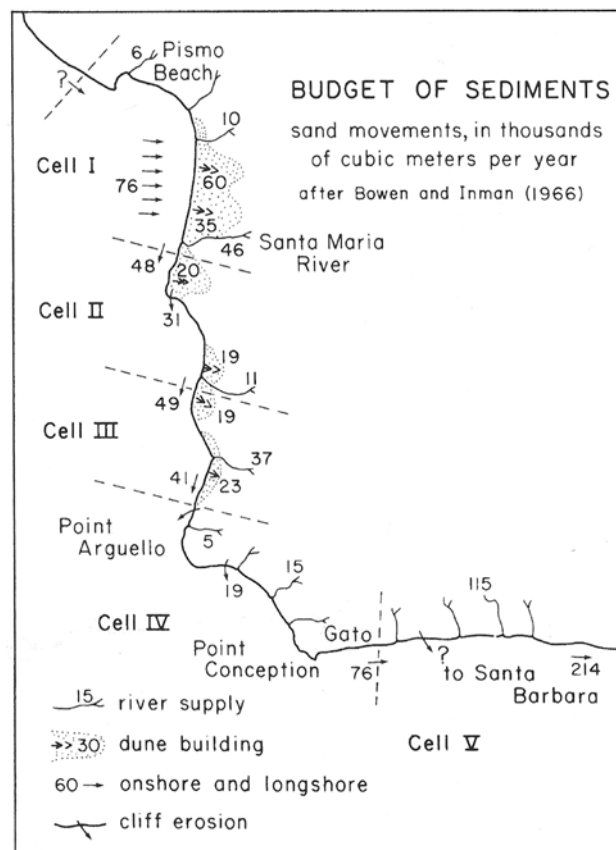 BUDGET OF SEDIMENTS
sand movements, in thousands
of cubic meters per year
after Bowen and Inman (1966)
6
Pismo
Beach
?
10
Cell I
76
60
35
46
Santa Maria
River
48
20
Cell II
31
19
11
49
19
Cell III
37
41
23
Point
Arguello
5
19
15
115
Cell IV
Gato
Point
Conception
76
?
to Santa
Barbara
214
Cell V
15 river supply
30 dune building
60 onshore and longshore
cliff erosion